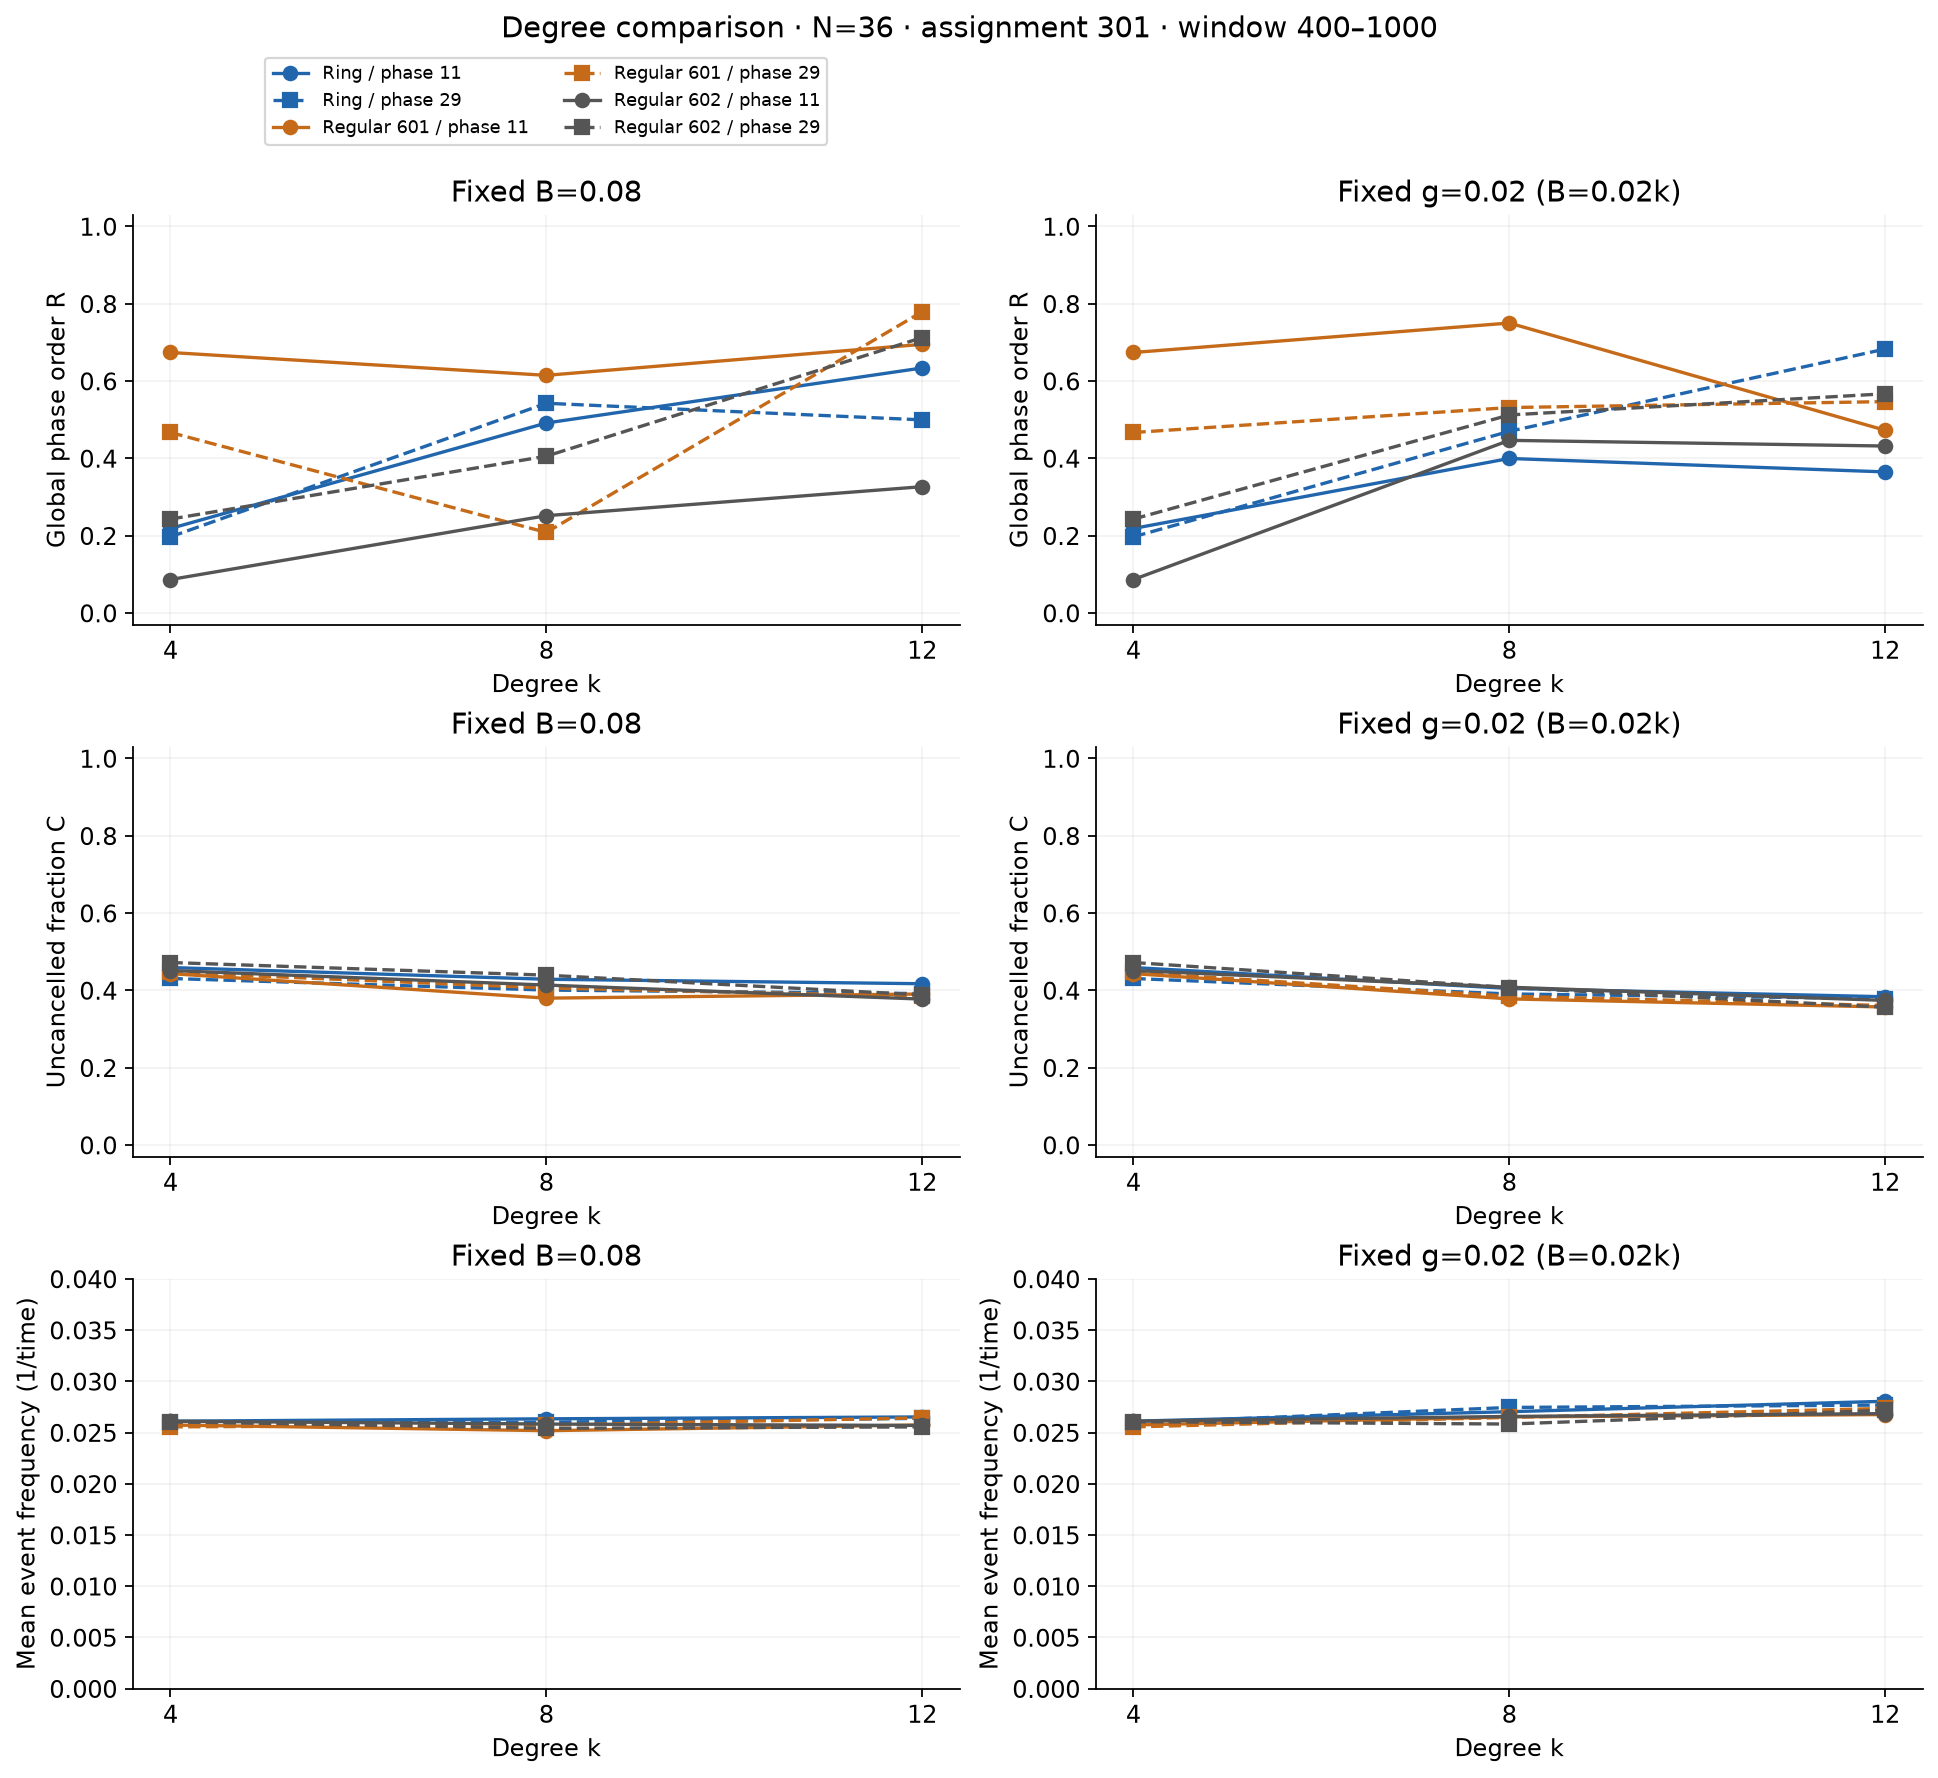 Degree comparison · N=36 · assignment 301 · window 400–1000
Ring / phase 11
Ring / phase 29
Regular 601 / phase 11
Regular 601 / phase 29
Regular 602 / phase 11
Regular 602 / phase 29
Fixed B=0.08
Global phase order R
1.0
0.8
0.6
0.4
0.2
0.0
4 8 12
Degree k
Fixed g=0.02 (B=0.02k)
Global phase order R
1.0
0.8
0.6
0.4
0.2
0.0
4 8 12
Degree k
Fixed B=0.08
Uncancelled fraction C
1.0
0.8
0.6
0.4
0.2
0.0
4 8 12
Degree k
Fixed g=0.02 (B=0.02k)
Uncancelled fraction C
1.0
0.8
0.6
0.4
0.2
0.0
4 8 12
Degree k
Fixed B=0.08
Mean event frequency (1/time)
0.040
0.035
0.030
0.025
0.020
0.015
0.010
0.005
0.000
4 8 12
Degree k
Fixed g=0.02 (B=0.02k)
Mean event frequency (1/time)
0.040
0.035
0.030
0.025
0.020
0.015
0.010
0.005
0.000
4 8 12
Degree k